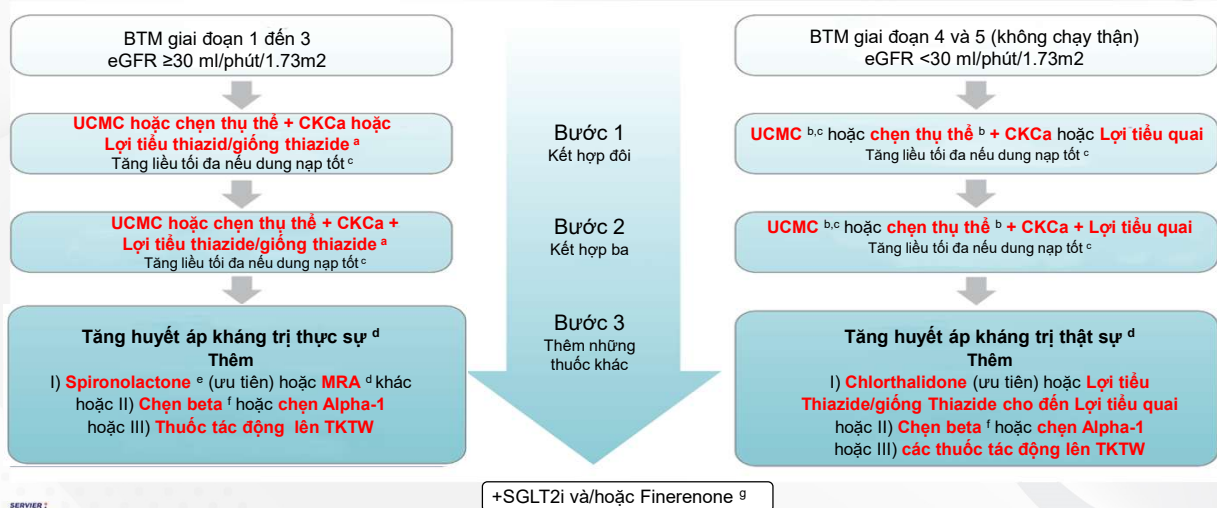 BTM giai đoạn 1 đến 3
eGFR ≥30 ml/phút/1.73m2
UCMC hoặc chẹn thụ thể + CKCa hoặc
Lợi tiểu thiazid/giống thiazide ᵃ
Tăng liều tối đa nếu dung nạp tốt ᶜ
UCMC hoặc chẹn thụ thể + CKCa +
Lợi tiểu thiazide/giống thiazide ᵃ
Tăng liều tối đa nếu dung nạp tốt ᶜ
Tăng huyết áp kháng trị thực sự ᵈ
Thêm
I) Spironolactone ᵉ (ưu tiên) hoặc MRA ᵈ khác
hoặc II) Chẹn beta ᶠ hoặc chẹn Alpha-1
hoặc III) Thuốc tác động lên TKTW
Bước 1
Kết hợp đôi
Bước 2
Kết hợp ba
Bước 3
Thêm những
thuốc khác
BTM giai đoạn 4 và 5 (không chạy thận)
eGFR <30 ml/phút/1.73m2
UCMC ᵇ,ᶜ hoặc chẹn thụ thể ᵇ + CKCa hoặc Lợi tiểu quai
Tăng liều tối đa nếu dung nạp tốt ᶜ
UCMC ᵇ,ᶜ hoặc chẹn thụ thể ᵇ + CKCa + Lợi tiểu quai
Tăng liều tối đa nếu dung nạp tốt ᶜ
Tăng huyết áp kháng trị thật sự ᵈ
Thêm
I) Chlorthalidone (ưu tiên) hoặc Lợi tiểu
Thiazide/giống Thiazide cho đến Lợi tiểu quai
hoặc II) Chẹn beta ᶠ hoặc chẹn Alpha-1
hoặc III) các thuốc tác động lên TKTW
+SGLT2i và/hoặc Finerenone ᵍ
SERVIER